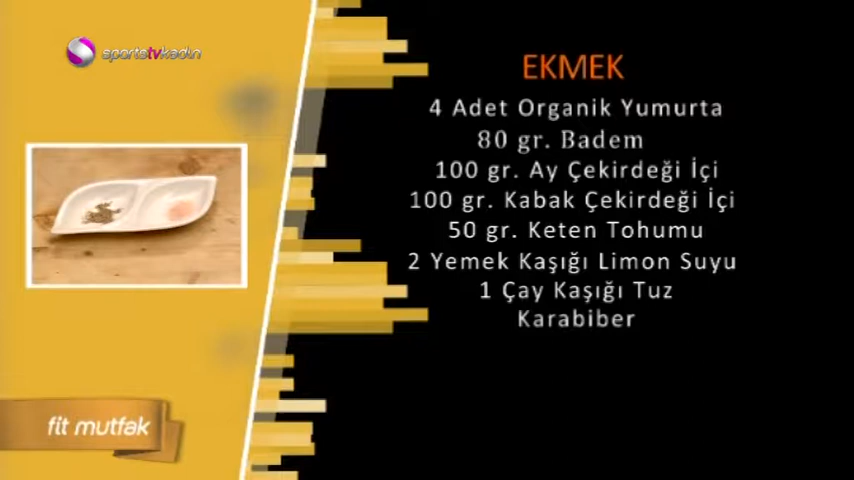 sportstvkadın
EKMEK
4 Adet Organik Yumurta
80 gr. Badem
100 gr. Ay Çekirdeği İçi
100 gr. Kabak Çekirdeği İçi
50 gr. Keten Tohumu
2 Yemek Kaşığı Limon Suyu
1 Çay Kaşığı Tuz
Karabiber
fit mutfak